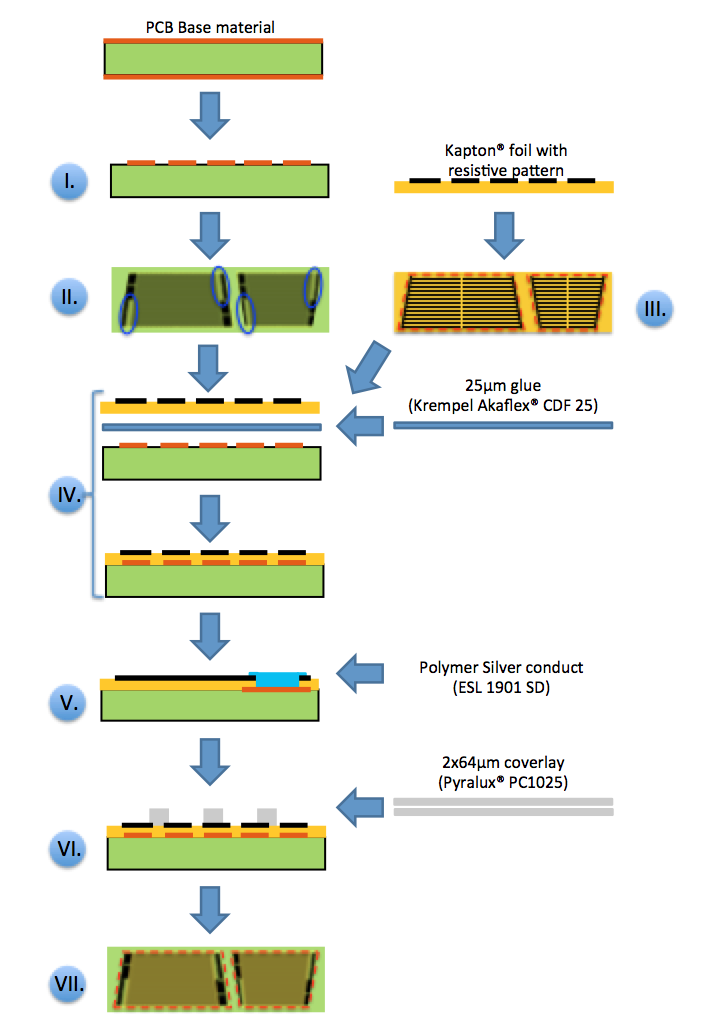 PCB Base material
I.
Kapton® foil with
resistive pattern
II.
III.
25µm glue
(Krempel Akaflex® CDF 25)
IV.
Polymer Silver conduct
(ESL 1901 SD)
V.
2x64µm coverlay
(Pyralux® PC1025)
VI.
VII.